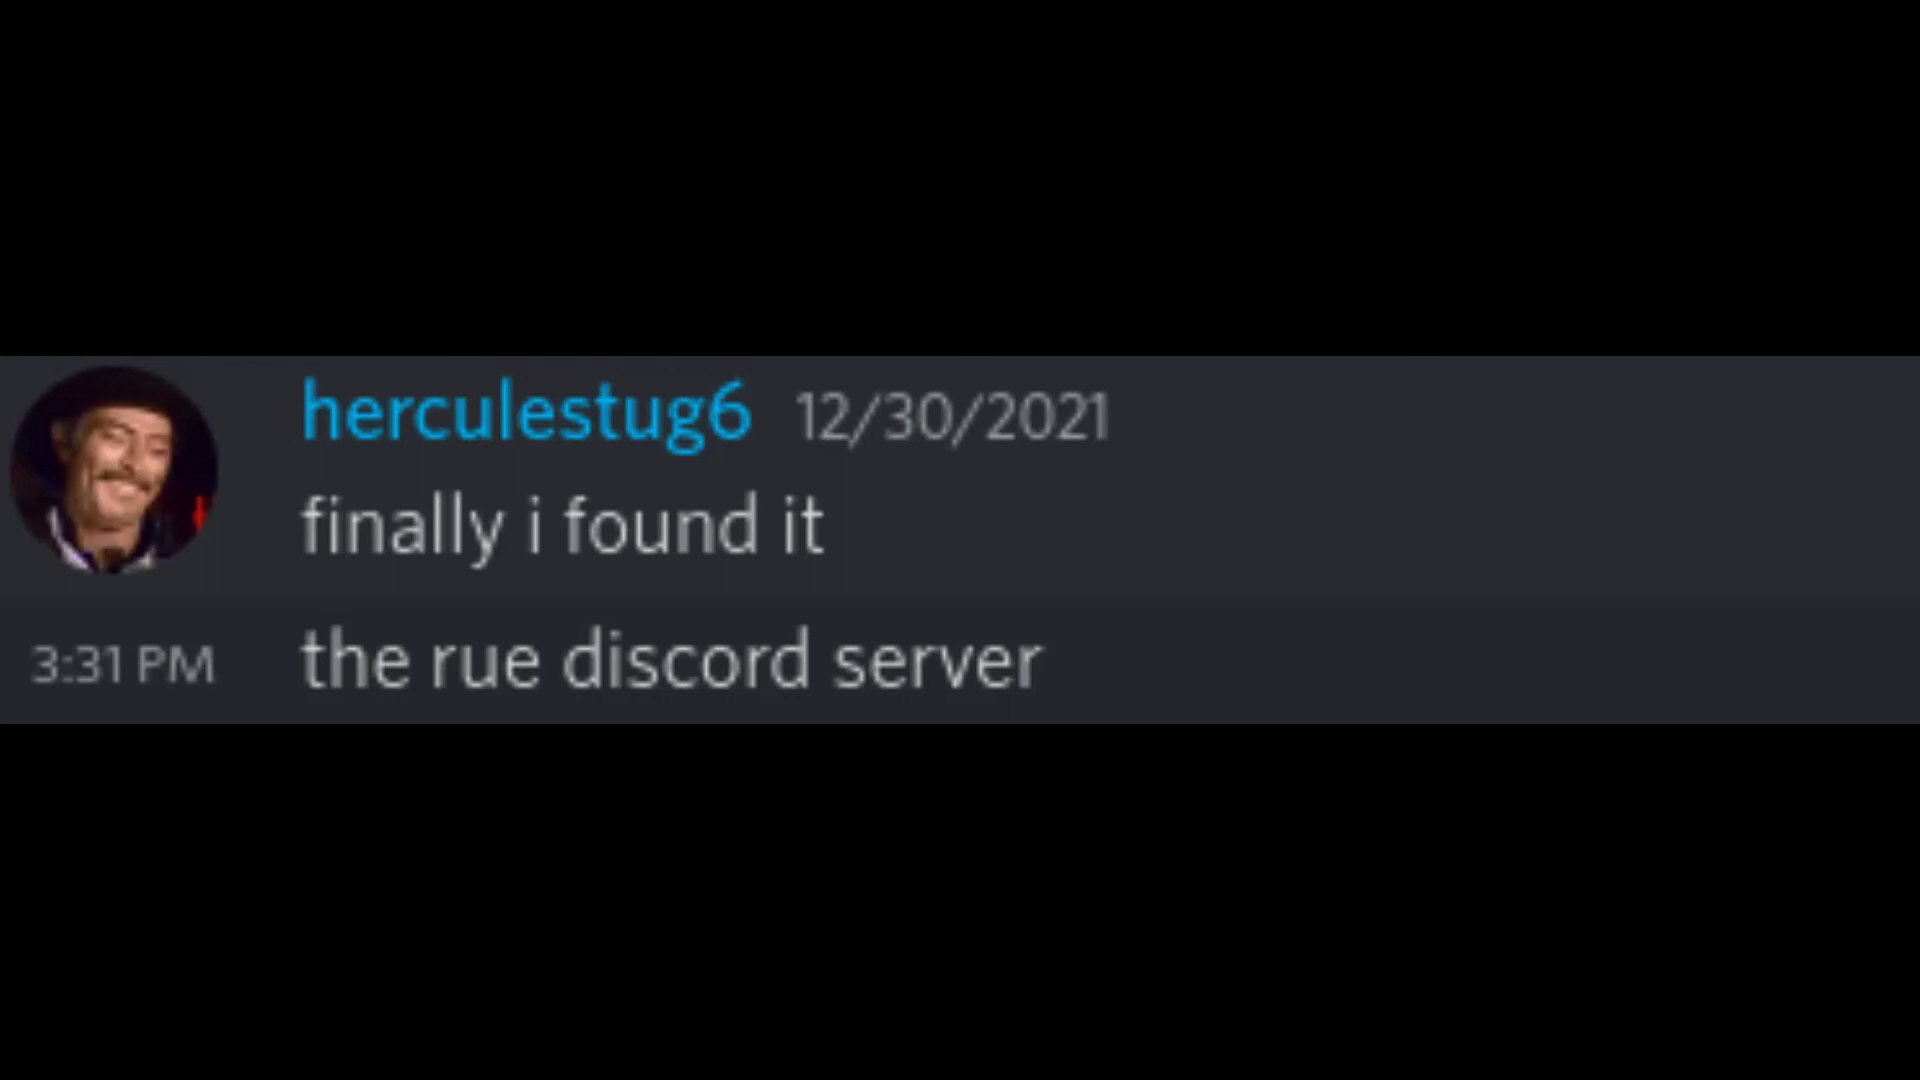 herculestug6 12/30/2021
finally i found it
3:31 PM the rue discord server